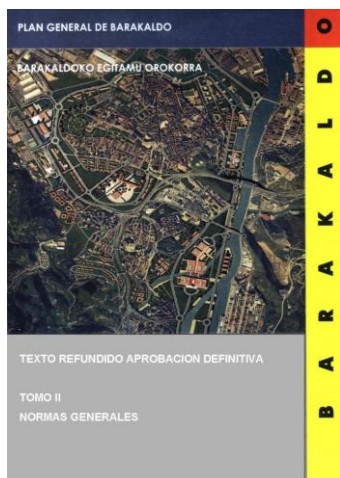 PLAN GENERAL DE BARAKALDO
BARAKALDOKO EGITAMU OROKORRA
BARAKALDO
TEXTO REFUNDIDO APROBACION DEFINITIVA
TOMO II
NORMAS GENERALES